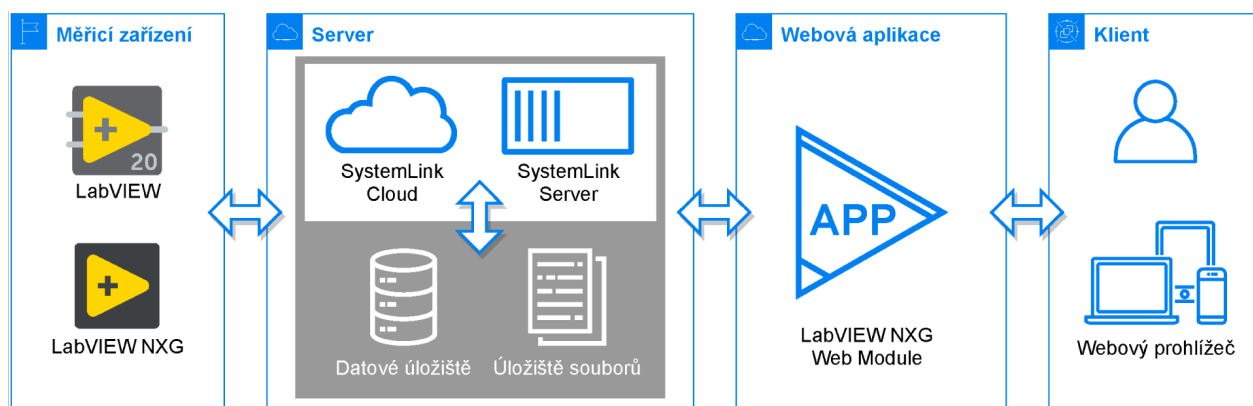 Měřicí zařízení
20
LabVIEW
LabVIEW NXG
Server
SystemLink
Cloud
SystemLink
Server
Datové úložiště
Úložiště souborů
Webová aplikace
APP
LabVIEW NXG
Web Module
Klient
Webový prohlížeč